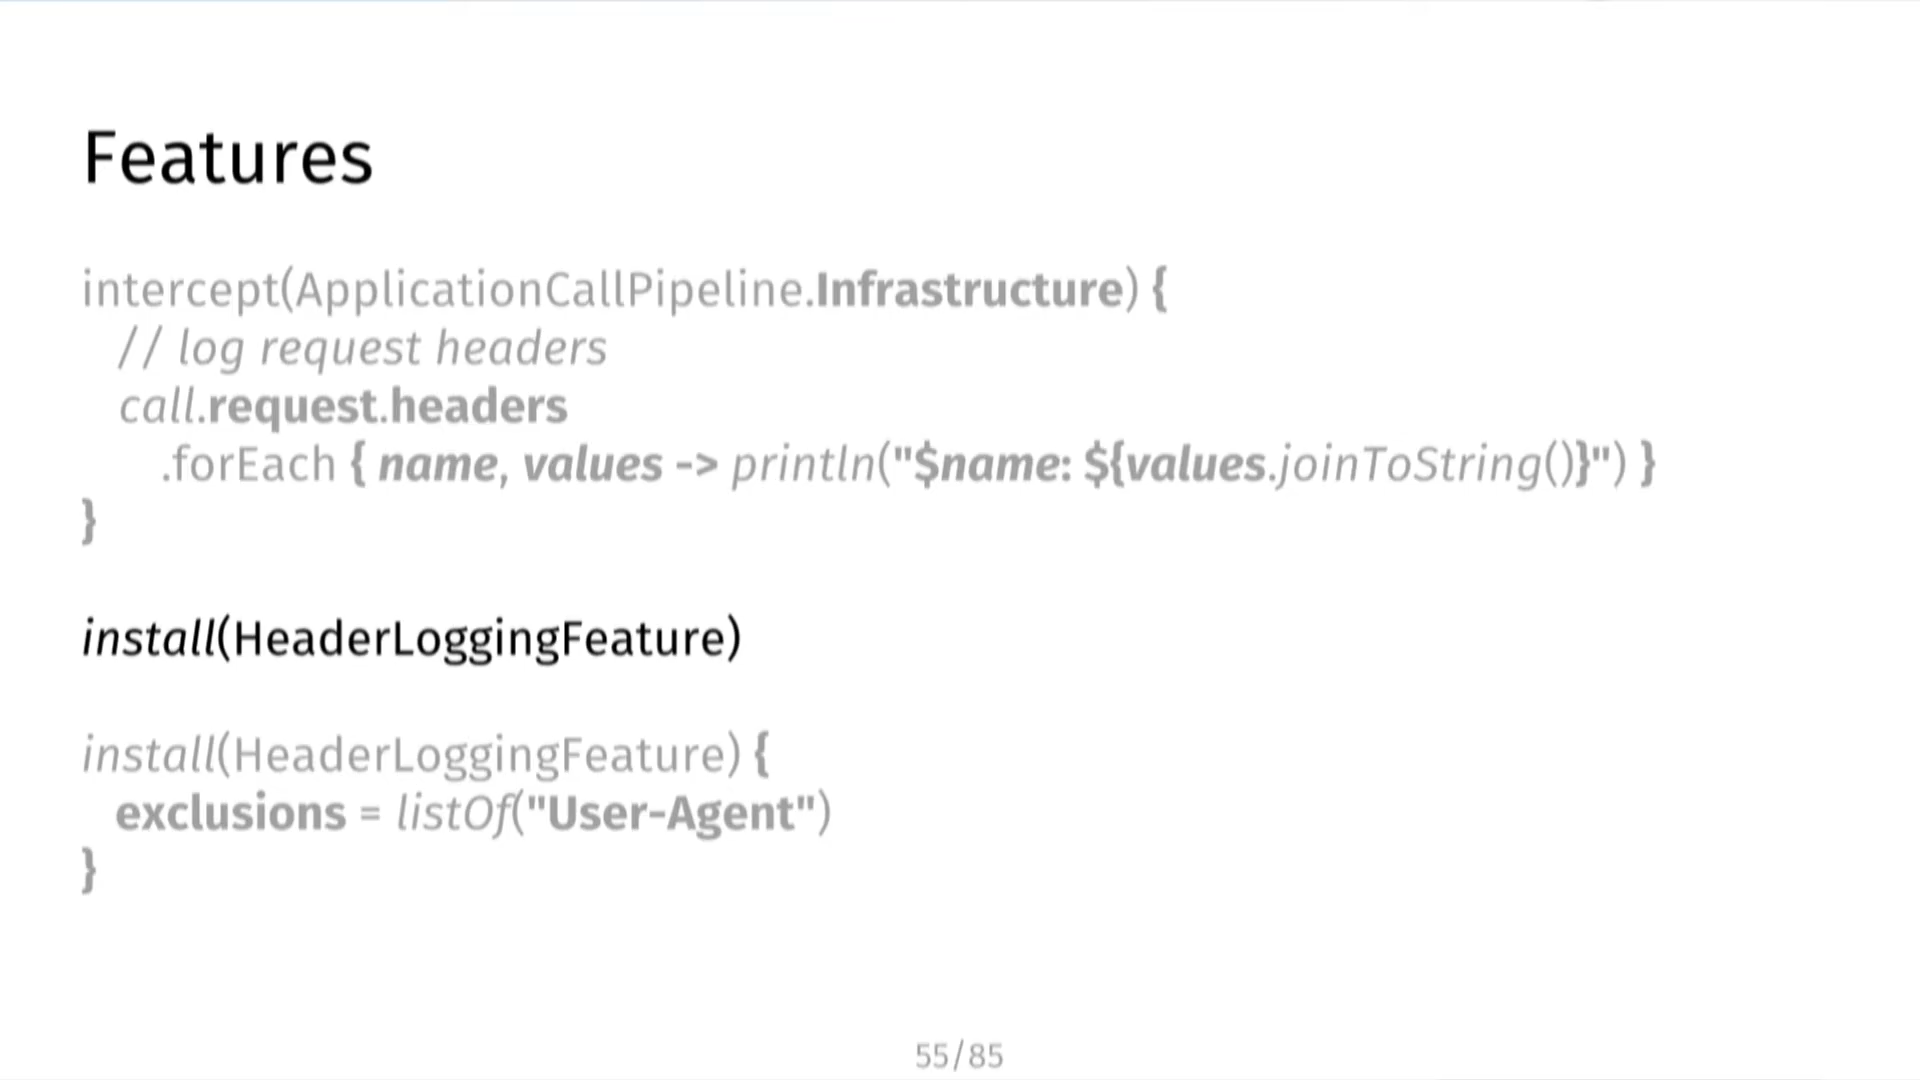 Features
intercept(ApplicationCallPipeline.Infrastructure) {
// log request headers
call.request.headers
.forEach { name, values -> println("$name: ${values.joinToString()}") }
}
install(HeaderLoggingFeature)
install(HeaderLoggingFeature) {
exclusions = listOf("User-Agent")
}
55/85